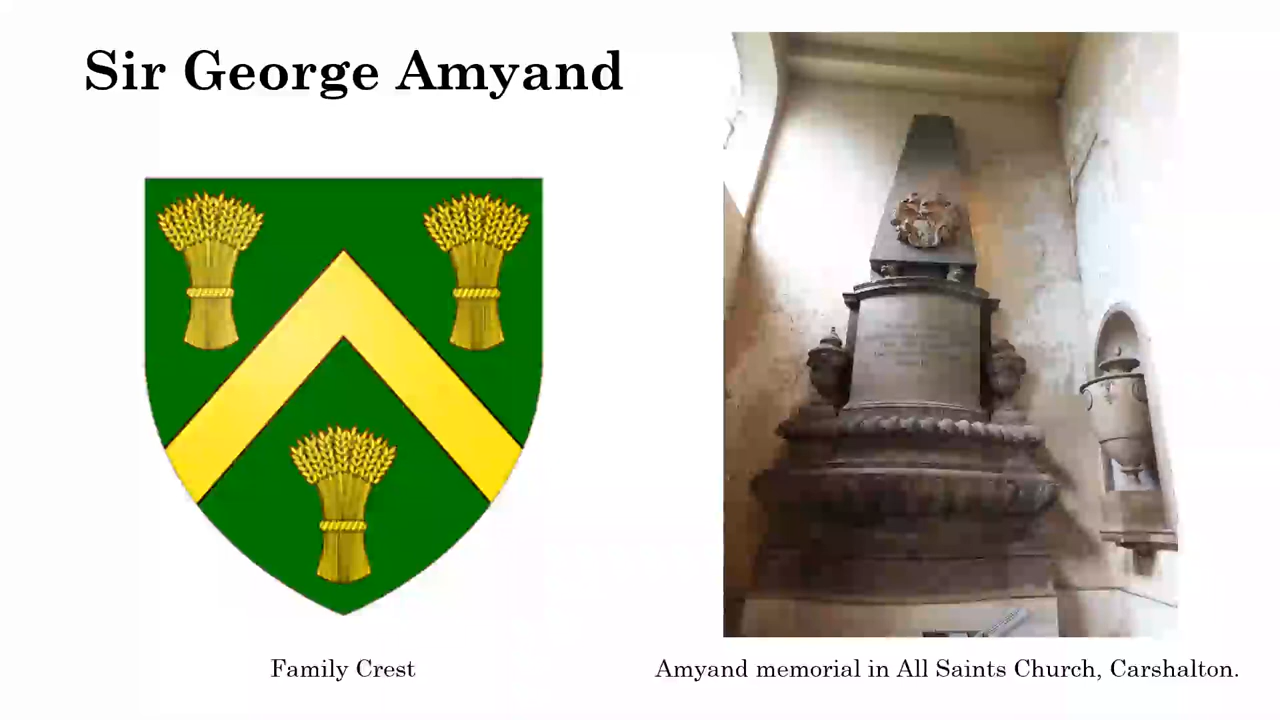 Sir George Amyand
Family Crest
Amyand memorial in All Saints Church, Carshalton.